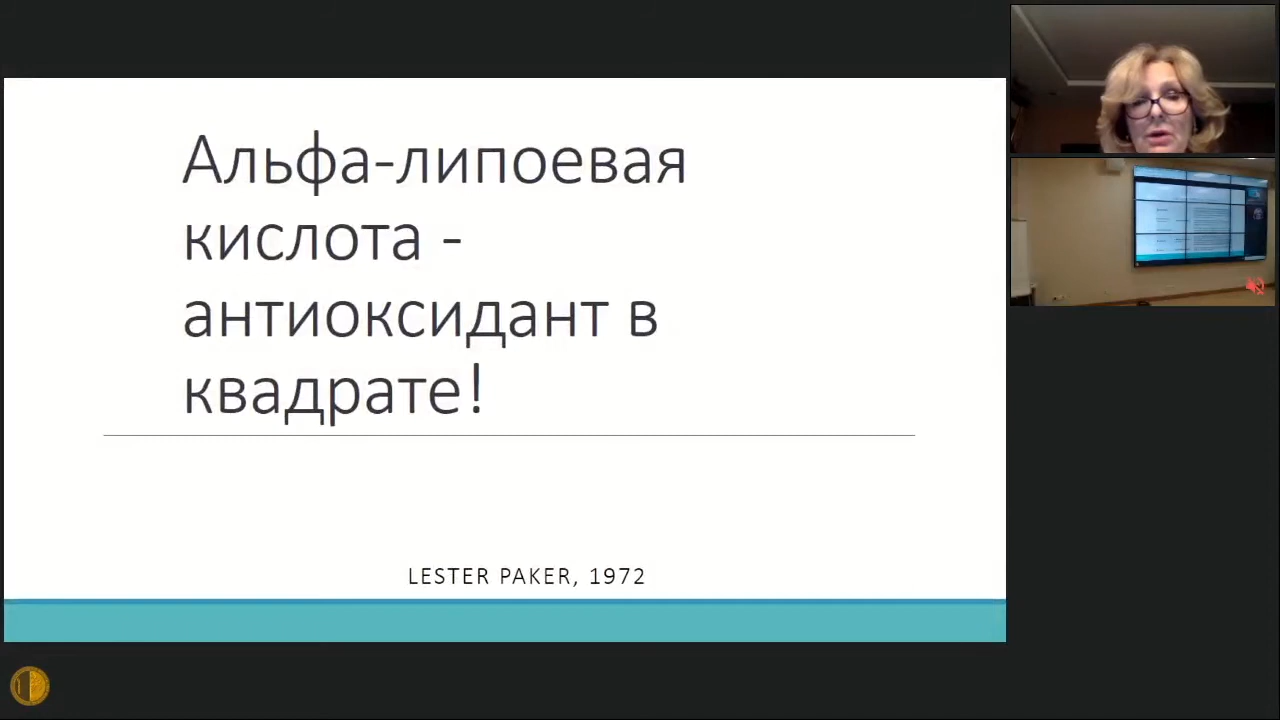 Альфа-липоевая
кислота -
антиоксидант в
квадрате!
LESTER PAKER, 1972